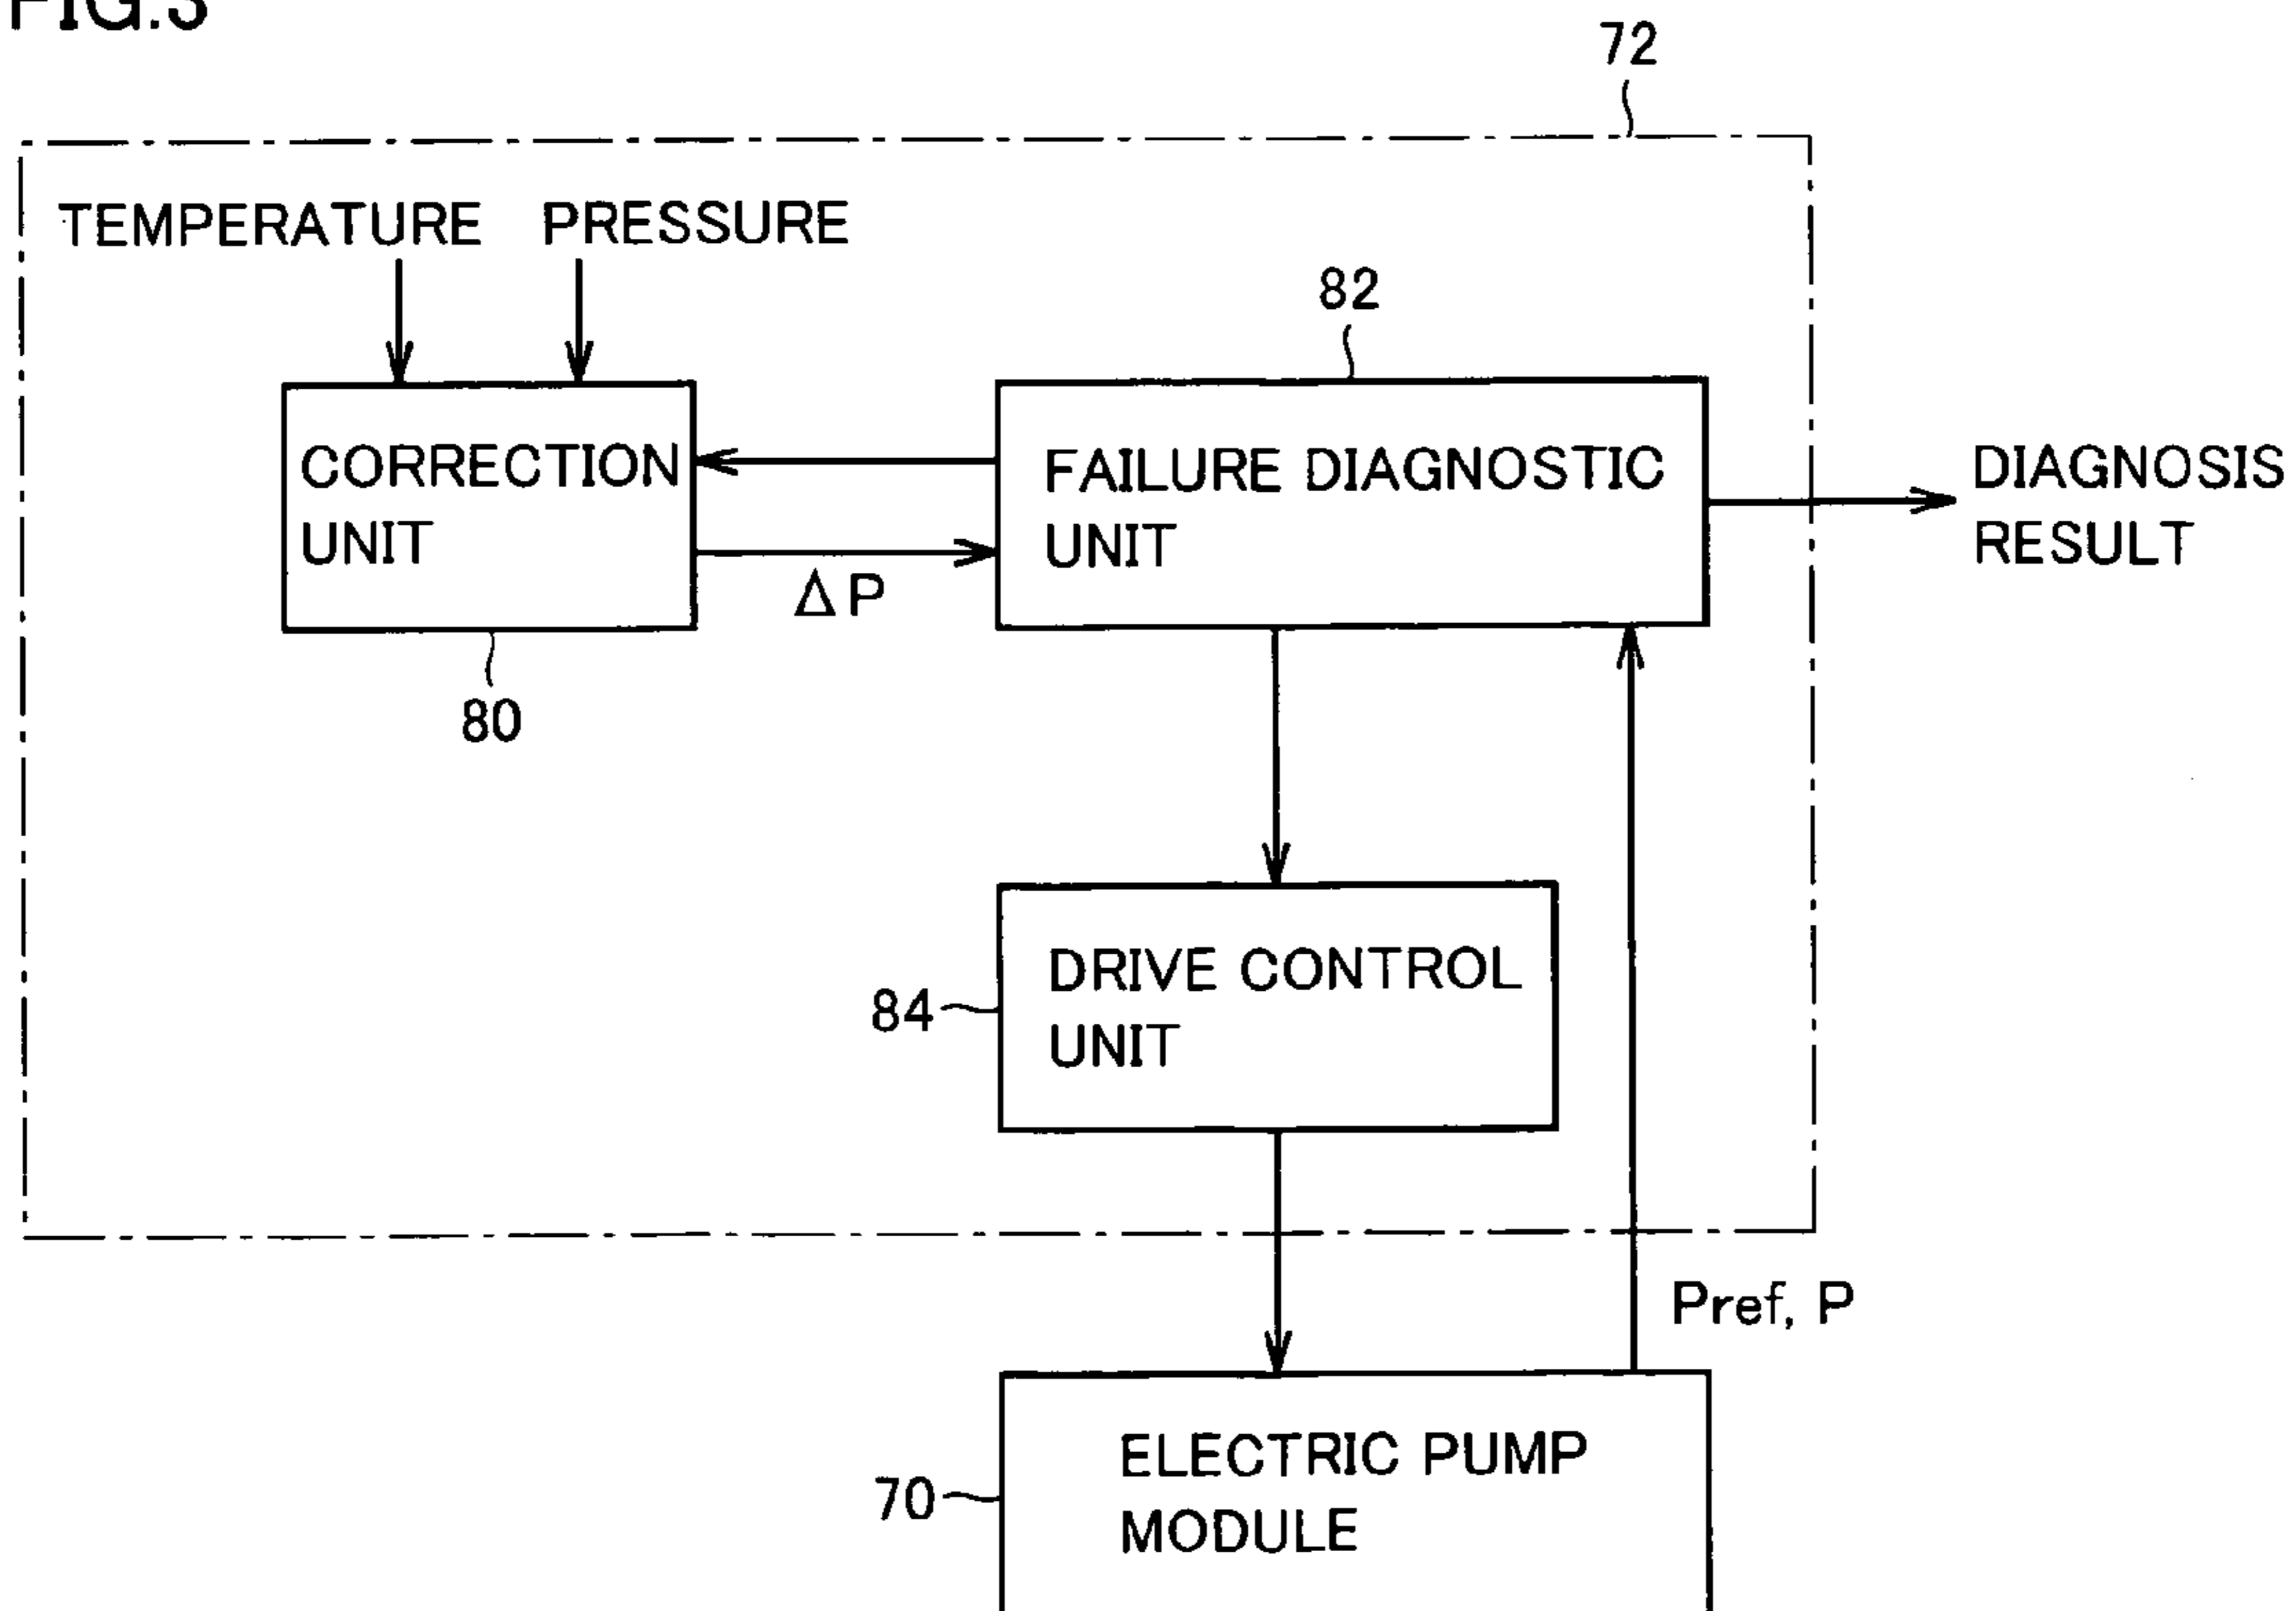 FIG.3
72
TEMPERATURE PRESSURE
82
CORRECTION
UNIT
FAILURE DIAGNOSTIC
UNIT
DIAGNOSIS
RESULT
ΔP
80
84
DRIVE CONTROL
UNIT
Pref, P
70
ELECTRIC PUMP
MODULE